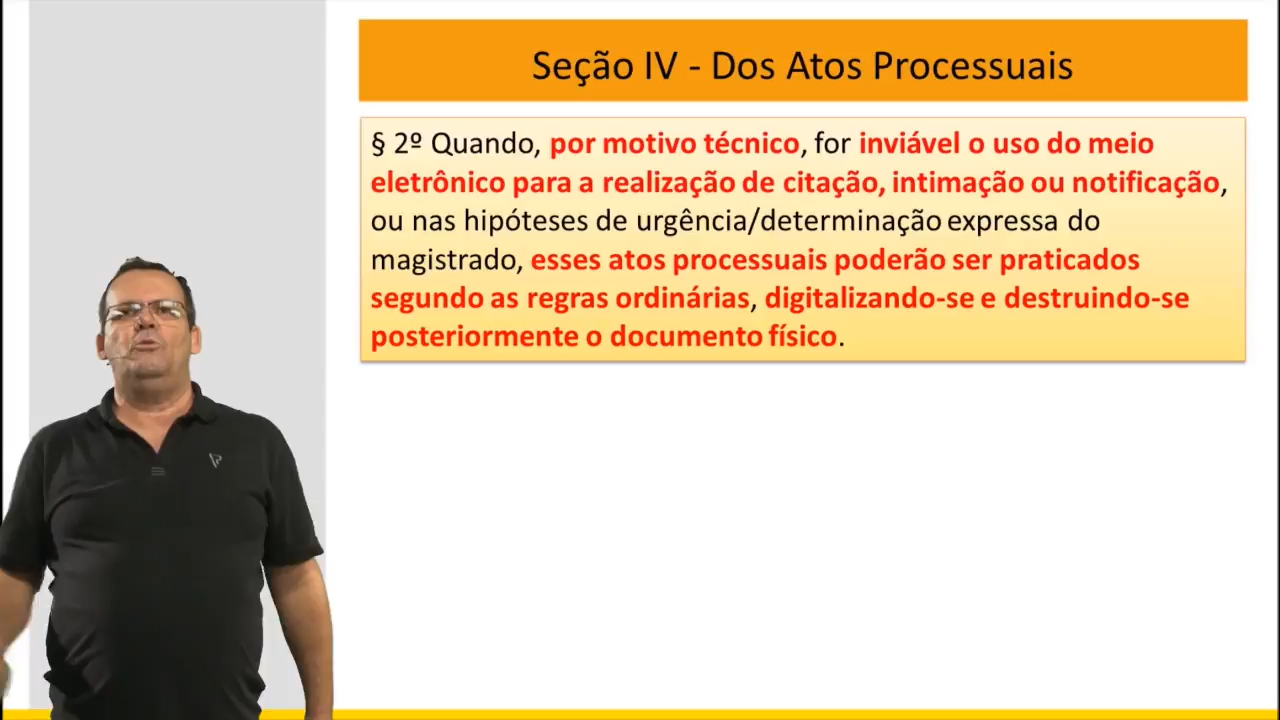 Seção IV - Dos Atos Processuais
§ 2º Quando, por motivo técnico, for inviável o uso do meio
eletrônico para a realização de citação, intimação ou notificação,
ou nas hipóteses de urgência/determinação expressa do
magistrado, esses atos processuais poderão ser praticados
segundo as regras ordinárias, digitalizando-se e destruindo-se
posteriormente o documento físico.